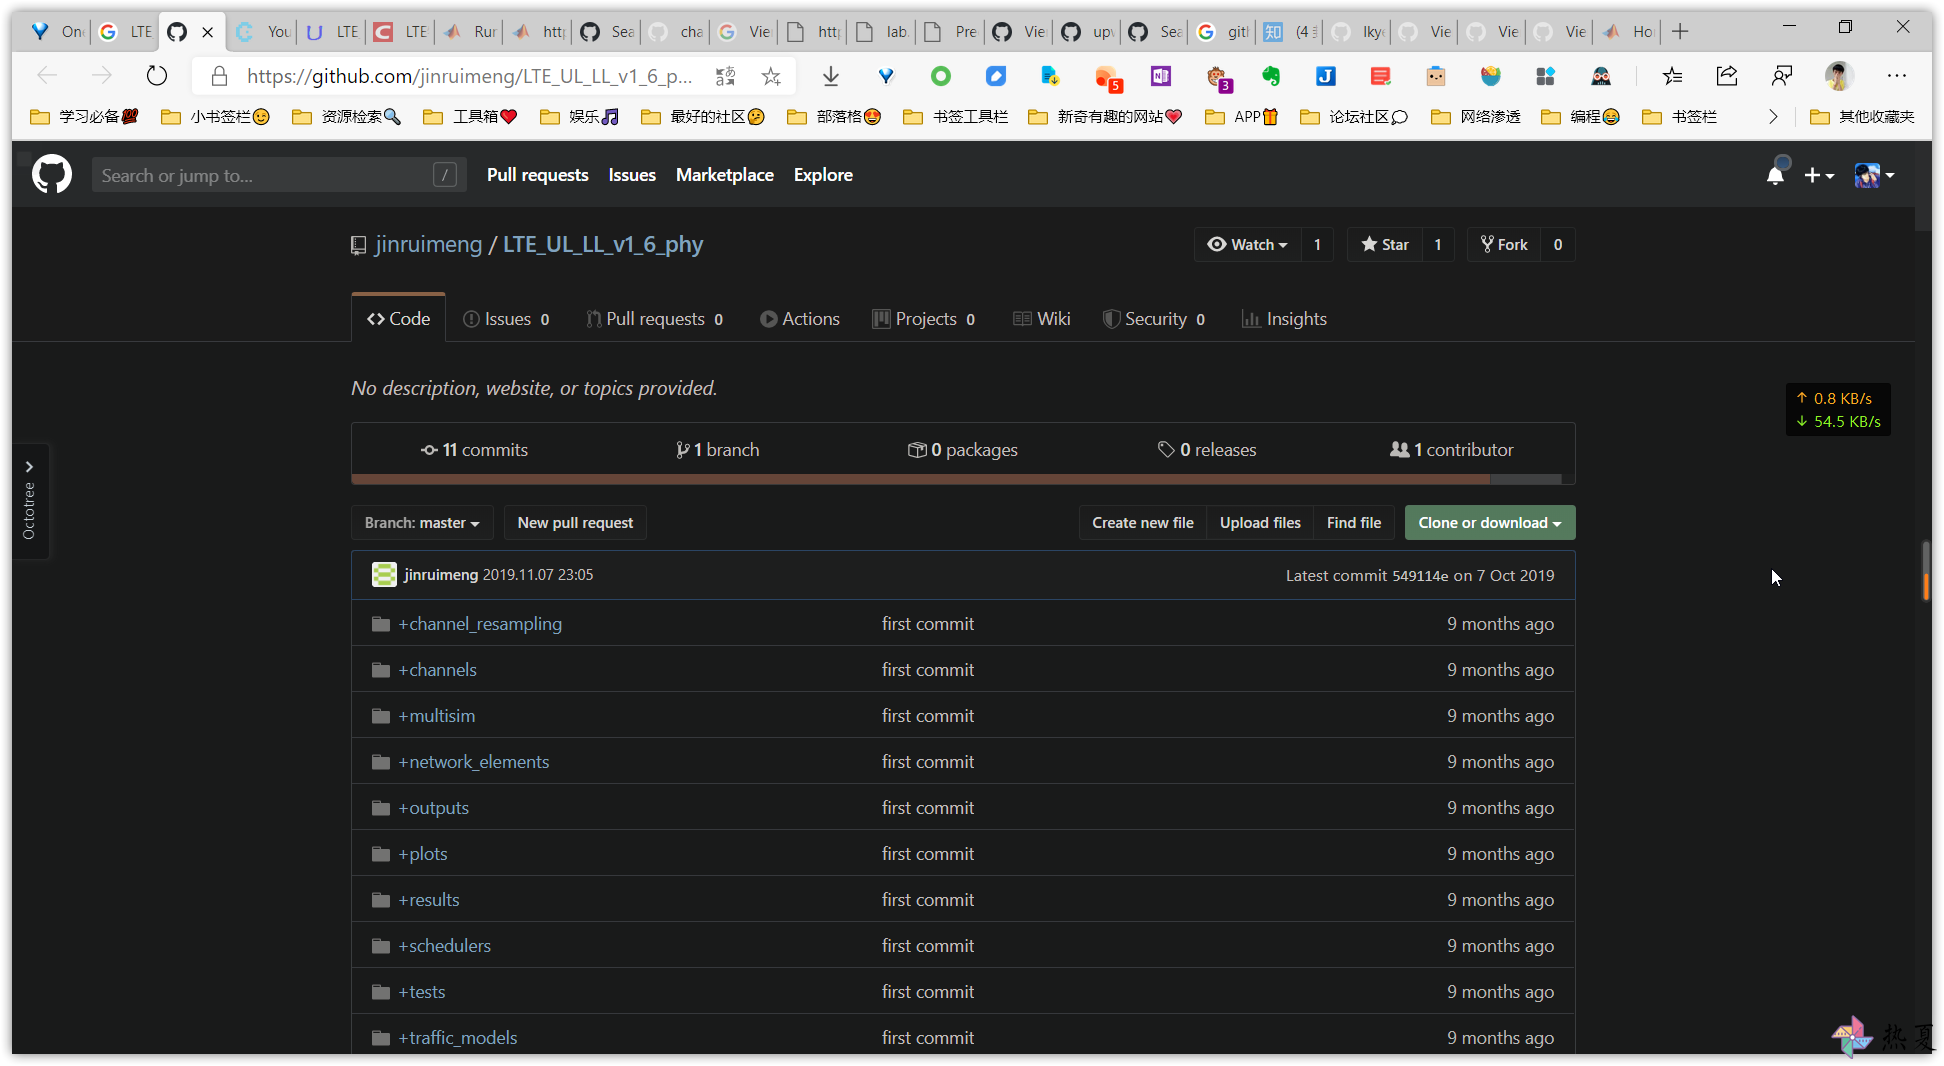 On LTE You LTE LTE Run http Sea cha Vie http lab. Pre Vie upv Sea gitl (4 Ikye Vie Vie Vie Ho
https://github.com/jinruimeng/LTE_UL_LL_v1_6_p... 5 3
学习必备 小书签栏 资源检索 工具箱 娱乐 最好的社区 部落格 书签工具栏 新奇有趣的网站 APP 论坛社区 网络渗透 编程 书签栏 其他收藏夹
Search or jump to... / Pull requests Issues Marketplace Explore
jinruimeng / LTE_UL_LL_v1_6_phy Watch 1 Star 1 Fork 0
Code Issues 0 Pull requests 0 Actions Projects 0 Wiki Security 0 Insights
No description, website, or topics provided.
↑ 0.8 KB/s
↓ 54.5 KB/s
11 commits 1 branch 0 packages 0 releases 1 contributor
Octotree
Branch: master New pull request Create new file Upload files Find file Clone or download
jinruimeng 2019.11.07 23:05 Latest commit 549114e on 7 Oct 2019
+channel_resampling first commit 9 months ago
+channels first commit 9 months ago
+multisim first commit 9 months ago
+network_elements first commit 9 months ago
+outputs first commit 9 months ago
+plots first commit 9 months ago
+results first commit 9 months ago
+schedulers first commit 9 months ago
+tests first commit 9 months ago
+traffic_models first commit 9 months ago
热夏